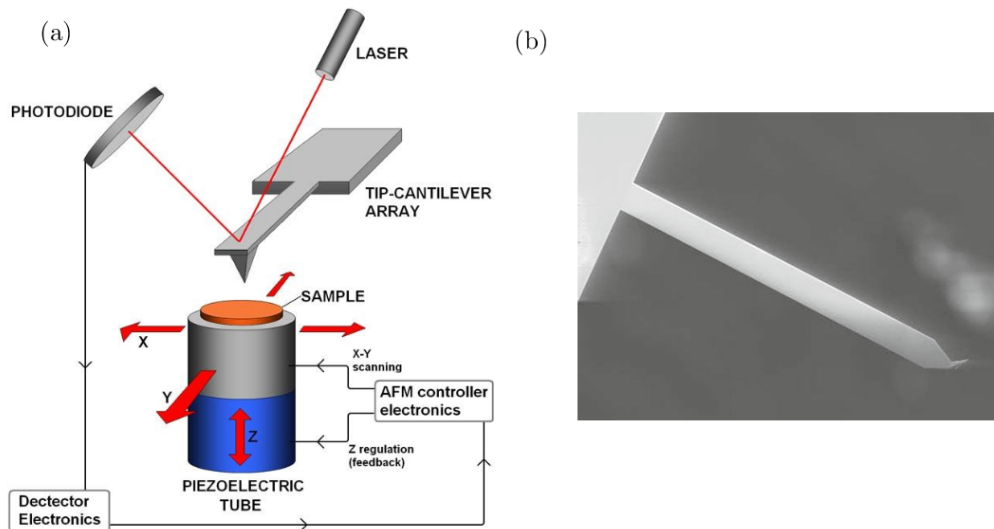 (a)
LASER
PHOTODIODE
TIP-CANTILEVER
ARRAY
SAMPLE
X
X-Y
scanning
Y
AFM controller
electronics
Z
Z regulation
(feedback)
PIEZOELECTRIC
TUBE
Dectector
Electronics
(b)